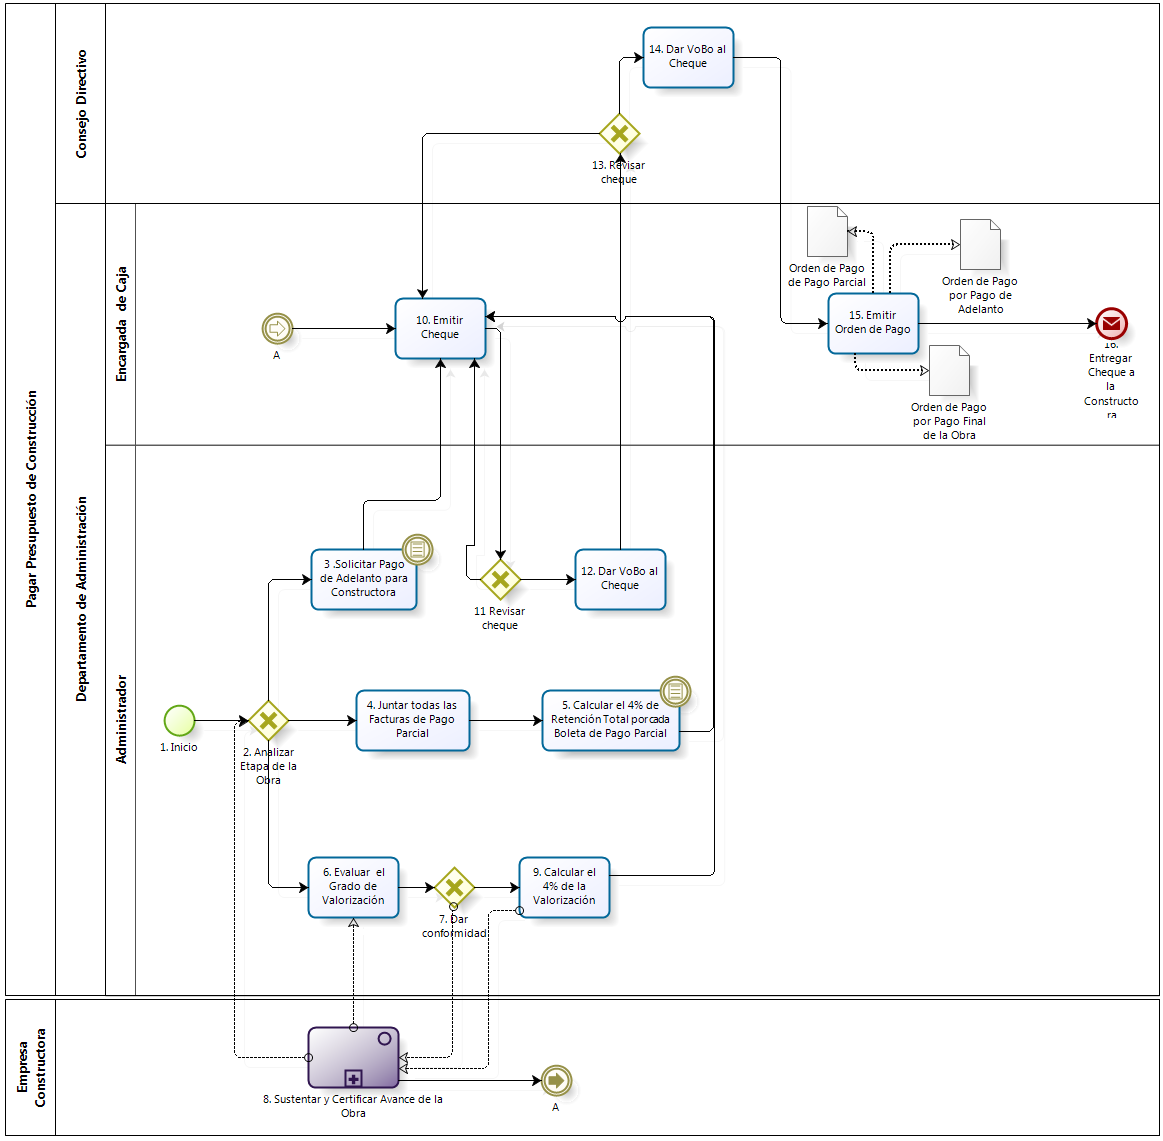 Pagar Presupuesto de Construcción
Consejo Directivo
14. Dar VoBo al
Cheque
13. Revisar
cheque
Departamento de Administración
Encargada de Caja
A
10. Emitir
Cheque
Orden de Pago
de Pago Parcial
Orden de Pago
por Pago de
Adelanto
15. Emitir
Orden de Pago
Orden de Pago
por Pago Final
de la Obra
16.
Entregar
Cheque a
la
Constructo
ra
Administrador
3 .Solicitar Pago
de Adelanto para
Constructora
11 Revisar
cheque
12. Dar VoBo al
Cheque
1. Inicio
2. Analizar
Etapa de la
Obra
4. Juntar todas las
Facturas de Pago
Parcial
5. Calcular el 4% de
Retención Total porcada
Boleta de Pago Parcial
6. Evaluar el
Grado de
Valorización
7. Dar
conformidad
9. Calcular el
4% de la
Valorización
Empresa
Constructora
8. Sustentar y Certificar Avance de la
Obra
A